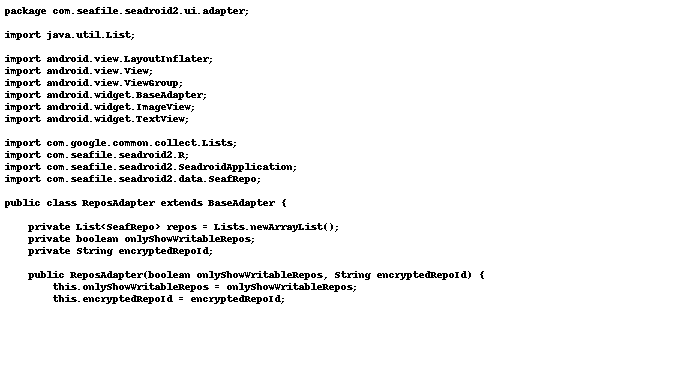 package com.seafile.seadroid2.ui.adapter;

import java.util.List;

import android.view.LayoutInflater;
import android.view.View;
import android.view.ViewGroup;
import android.widget.BaseAdapter;
import android.widget.ImageView;
import android.widget.TextView;

import com.google.common.collect.Lists;
import com.seafile.seadroid2.R;
import com.seafile.seadroid2.SeadroidApplication;
import com.seafile.seadroid2.data.SeafRepo;

public class ReposAdapter extends BaseAdapter {

    private List<SeafRepo> repos = Lists.newArrayList();
    private boolean onlyShowWritableRepos;
    private String encryptedRepoId;

    public ReposAdapter(boolean onlyShowWritableRepos, String encryptedRepoId) {
        this.onlyShowWritableRepos = onlyShowWritableRepos;
        this.encryptedRepoId = encryptedRepoId;